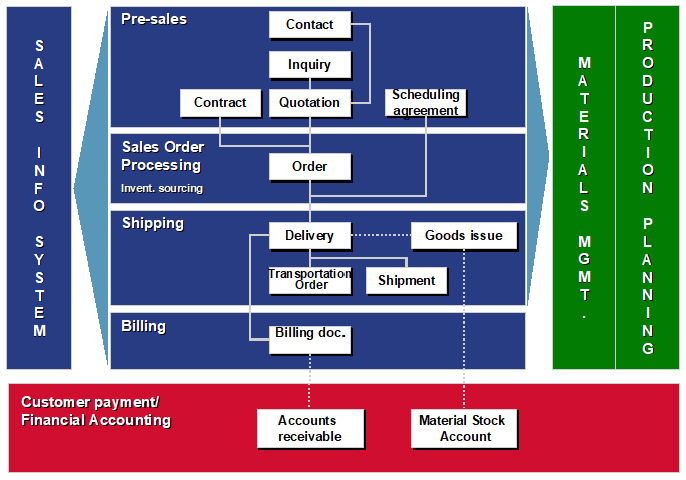 SALES INFO SYSTEM
Pre-sales
Contact
Inquiry
Contract
Quotation
Scheduling
agreement
Sales Order
Processing
Invent. sourcing
Order
Shipping
Delivery
Goods issue
Transportation
Order
Shipment
Billing
Billing doc.
MATERIALS MGMT.
PRODUCTION PLANNING
Customer payment/
Financial Accounting
Accounts
receivable
Material Stock
Account